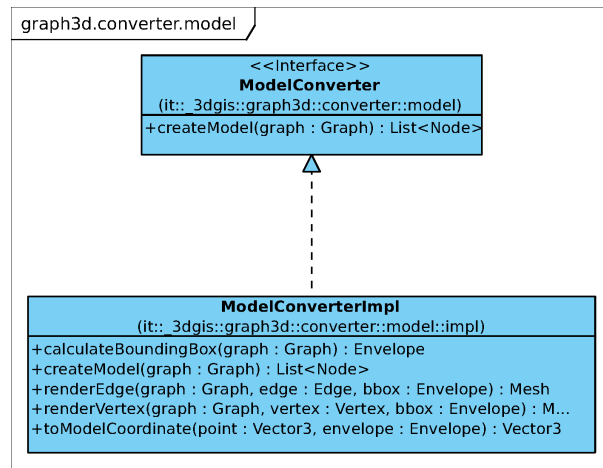 graph3d.converter.model
<<Interface>>
ModelConverter
(it::_3dgis::graph3d::converter::model)
+createModel(graph : Graph) : List<Node>
ModelConverterImpl
(it::_3dgis::graph3d::converter::model::impl)
+calculateBoundingBox(graph : Graph) : Envelope
+createModel(graph : Graph) : List<Node>
+renderEdge(graph : Graph, edge : Edge, bbox : Envelope) : Mesh
+renderVertex(graph : Graph, vertex : Vertex, bbox : Envelope) : M...
+toModelCoordinate(point : Vector3, envelope : Envelope) : Vector3